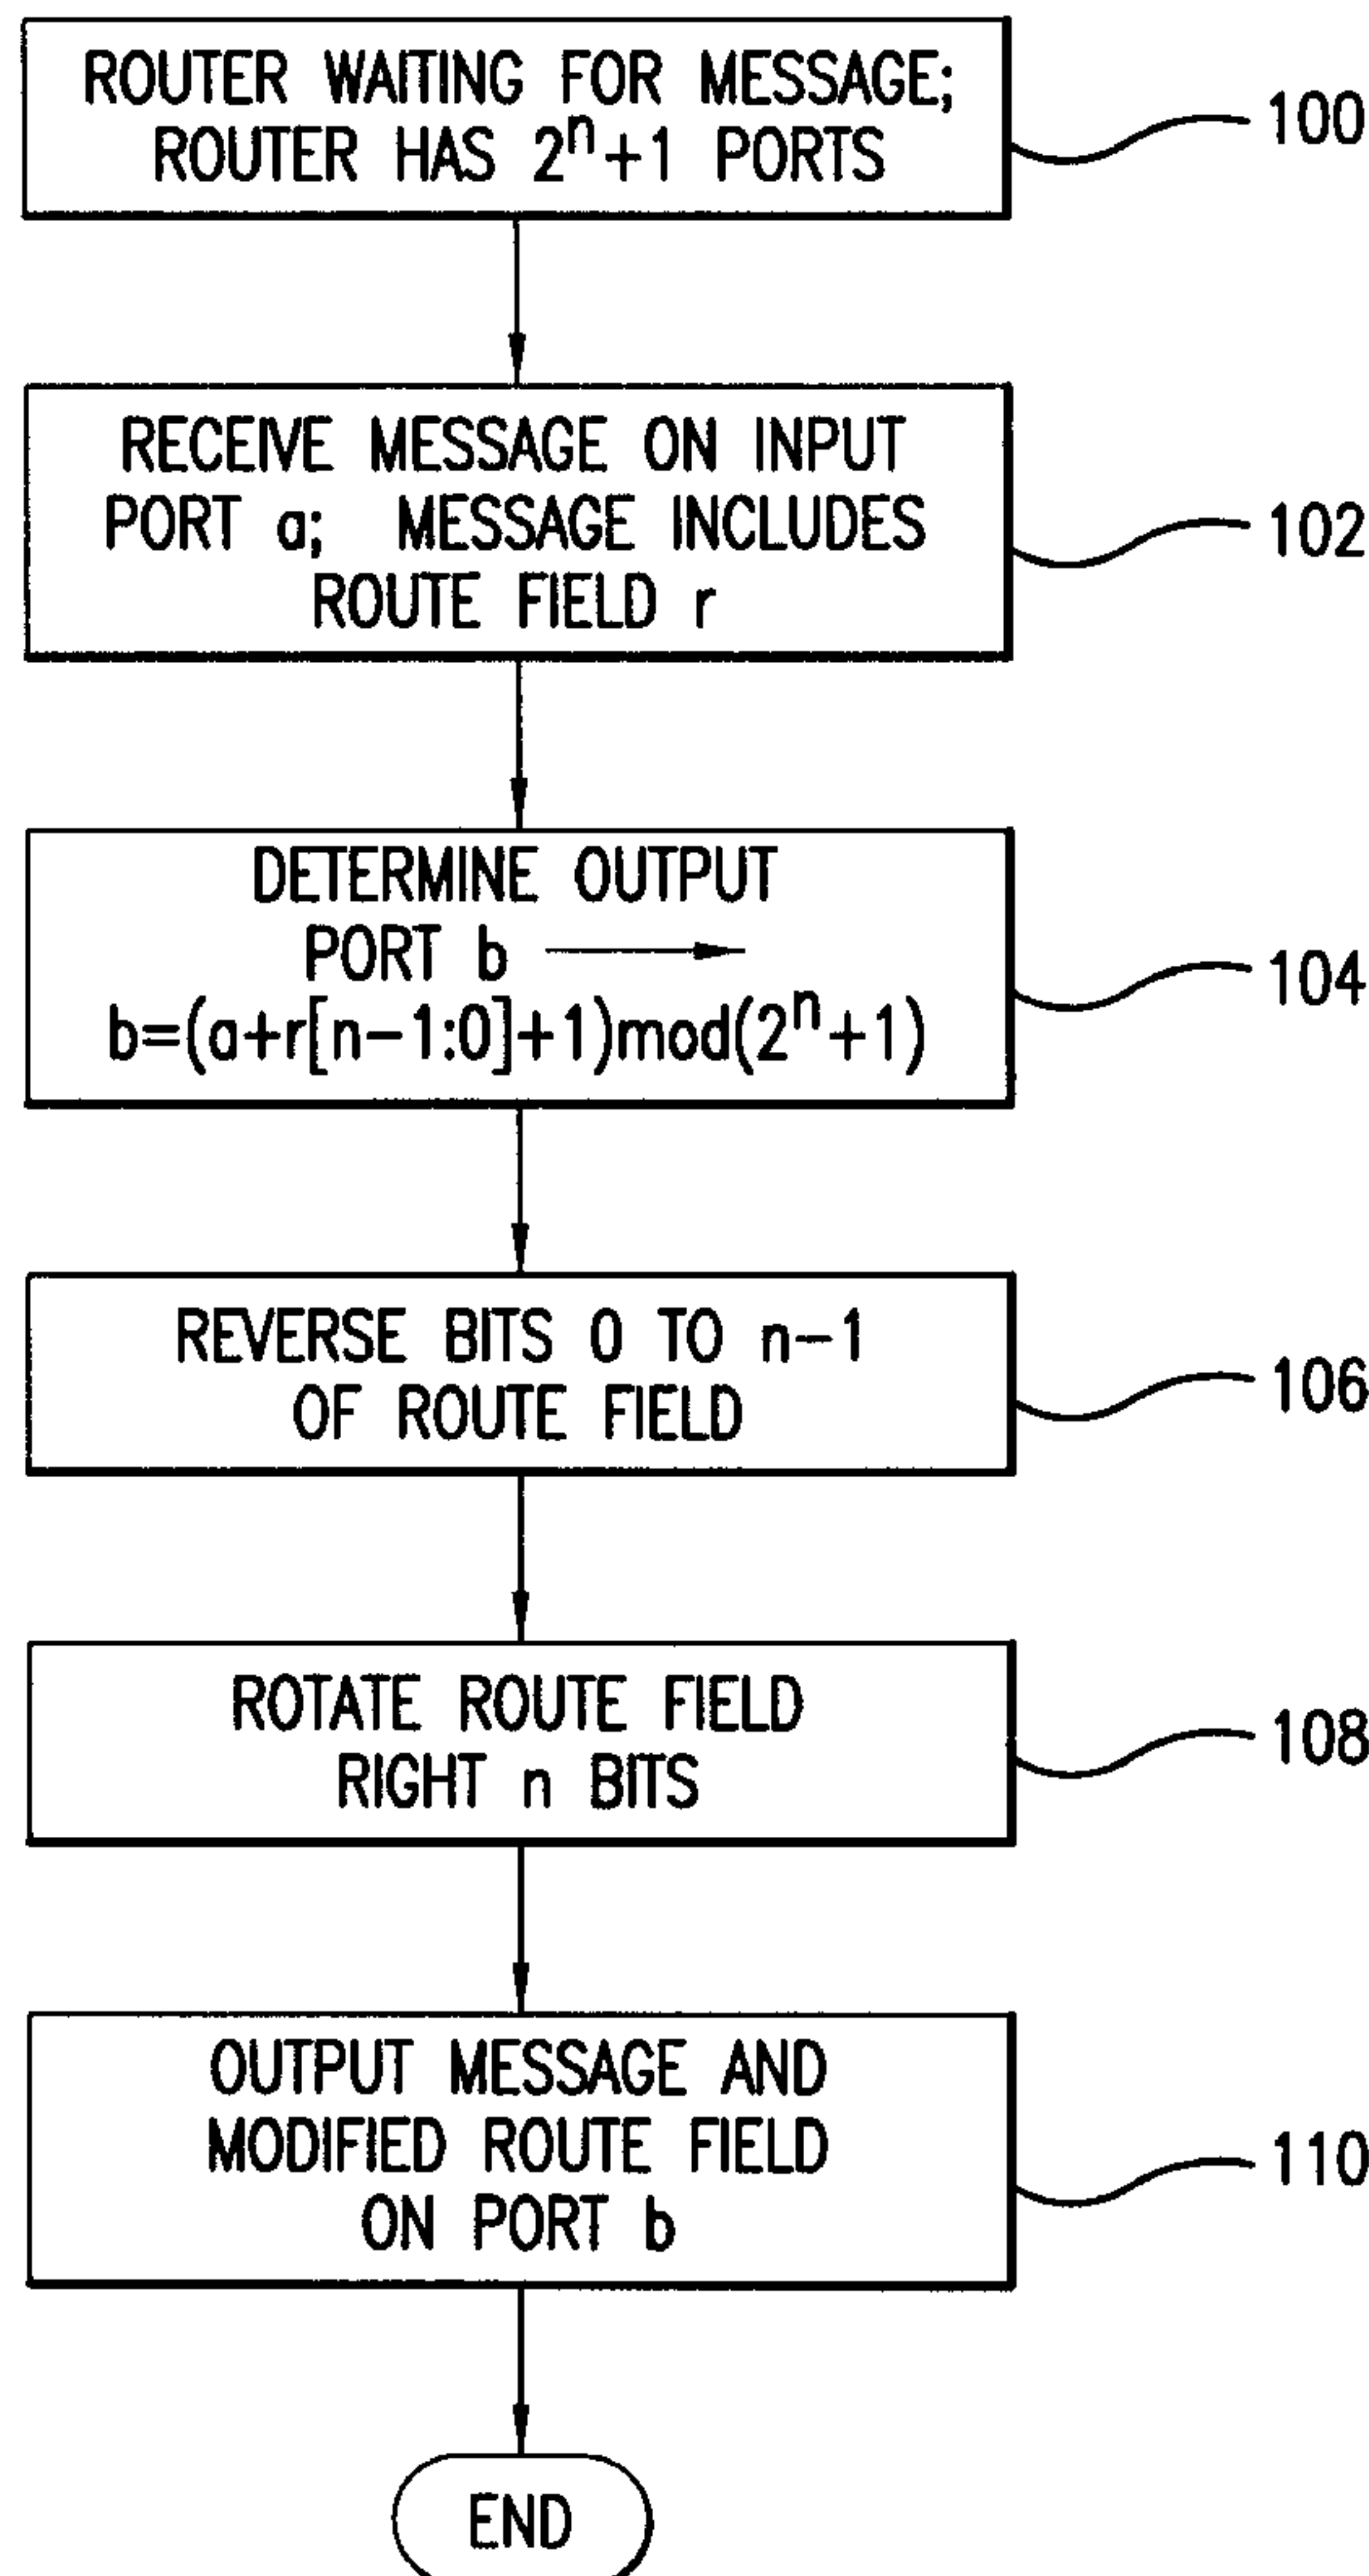 ROUTER WAITING FOR MESSAGE;
ROUTER HAS 2ⁿ+1 PORTS
100
RECEIVE MESSAGE ON INPUT
PORT a; MESSAGE INCLUDES
ROUTE FIELD r
102
DETERMINE OUTPUT
PORT b →
b=(a+r[n-1:0]+1)mod(2ⁿ+1)
104
REVERSE BITS 0 TO n-1
OF ROUTE FIELD
106
ROTATE ROUTE FIELD
RIGHT n BITS
108
OUTPUT MESSAGE AND
MODIFIED ROUTE FIELD
ON PORT b
110
END